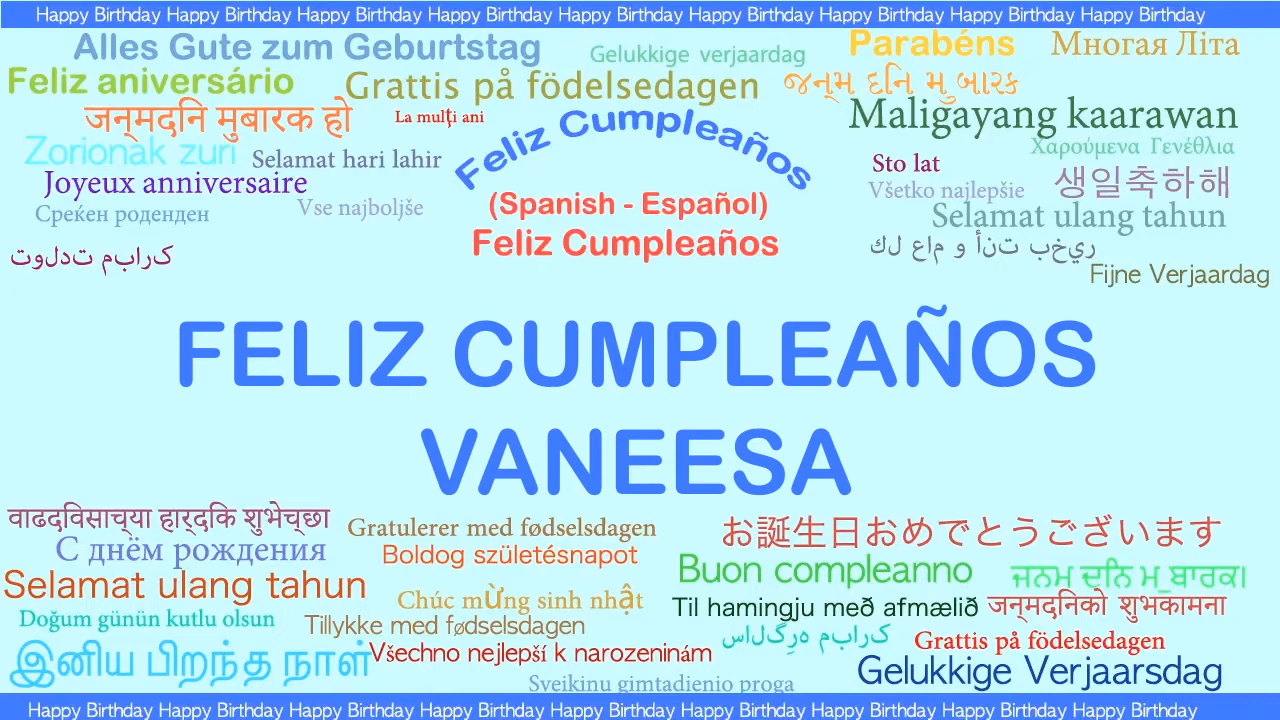 Happy Birthday Happy Birthday Happy Birthday Happy Birthday Happy Birthday Happy Birthday Happy Birthday Happy Birthday Happy Birthday
Alles Gute zum Geburtstag
Gelukkige verjaardag
Parabéns
Многая Літа
Feliz aniversário
Grattis på födelsedagen
જન્મ દિન મુબારક
जन्मदिन मुबारक हो
La mulți ani
Feliz Cumpleaños
Maligayang kaarawan
Zorionak zuri
Selamat hari lahir
Sto lat
Χαρούμενα Γενέθλια
Joyeux anniversaire
(Spanish - Español)
Všetko najlepšie
생일축하해
Среќен роденден
Vse najboljše
Feliz Cumpleaños
Selamat ulang tahun
تولدت مبارک
كل عام و أنت بخير
Fijne Verjaardag
FELIZ CUMPLEAÑOS
VANEESA
वाढदिवसाच्या हार्दिक शुभेच्छा
Gratulerer med fødselsdagen
お誕生日おめでとうございます
С днём рождения
Boldog születésnapot
Buon compleanno
ਜਨਮ ਦਿਨ ਮੁਬਾਰਕ।
Selamat ulang tahun
Chúc mừng sinh nhật
Til hamingju með afmælið
जन्मदिनको शुभकामना
Doğum günün kutlu olsun
Tillykke med fødselsdagen
سالگرہ مبارک
Grattis på födelsedagen
இனிய பிறந்த நாள்
Všechno nejlepší k narozeninám
Gelukkige Verjaarsdag
Sveikinu gimtadienio proga
Happy Birthday Happy Birthday Happy Birthday Happy Birthday Happy Birthday Happy Birthday Happy Birthday Happy Birthday Happy Birthday